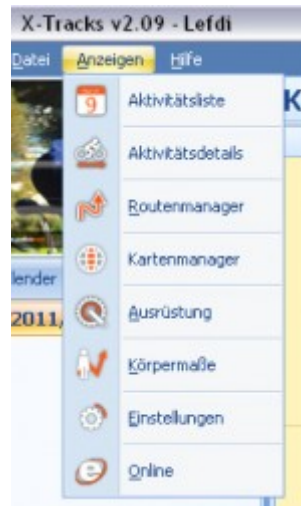 X-Tracks v2.09 - Lefdi
Datei Anzeigen Hilfe
9 Aktivitätsliste
K
Aktivitätsdetails
Routenmanager
Kartenmanager
lender
2011/
Ausrüstung
Körpermaße
Einstellungen
Online